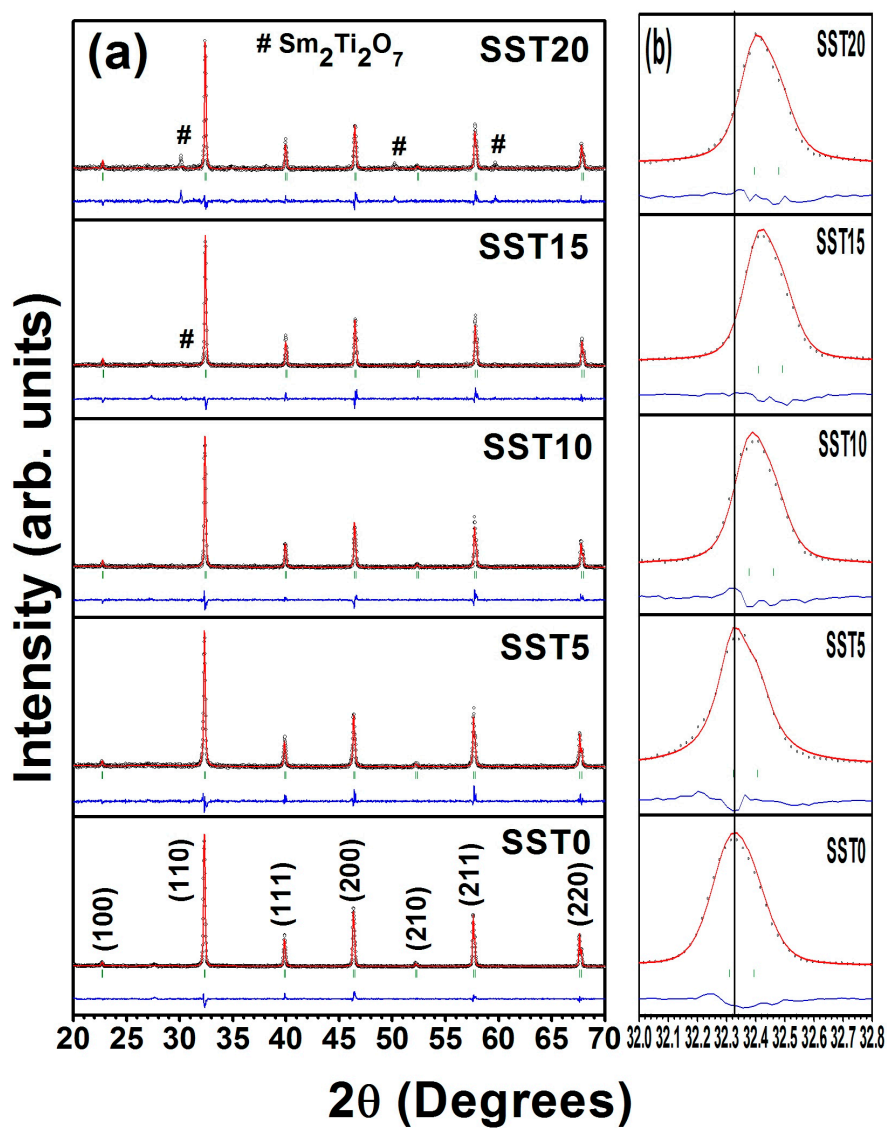 (a)
# Sm2Ti2O7
SST20
#
#
#
SST15
#
SST10
SST5
SST0
(100)
(110)
(111)
(200)
(210)
(211)
(220)
20 25 30 35 40 45 50 55 60 65 70
Intensity (arb. units)
2θ (Degrees)
(b)
SST20
SST15
SST10
SST5
SST0
32.0 32.1 32.2 32.3 32.4 32.5 32.6 32.7 32.8